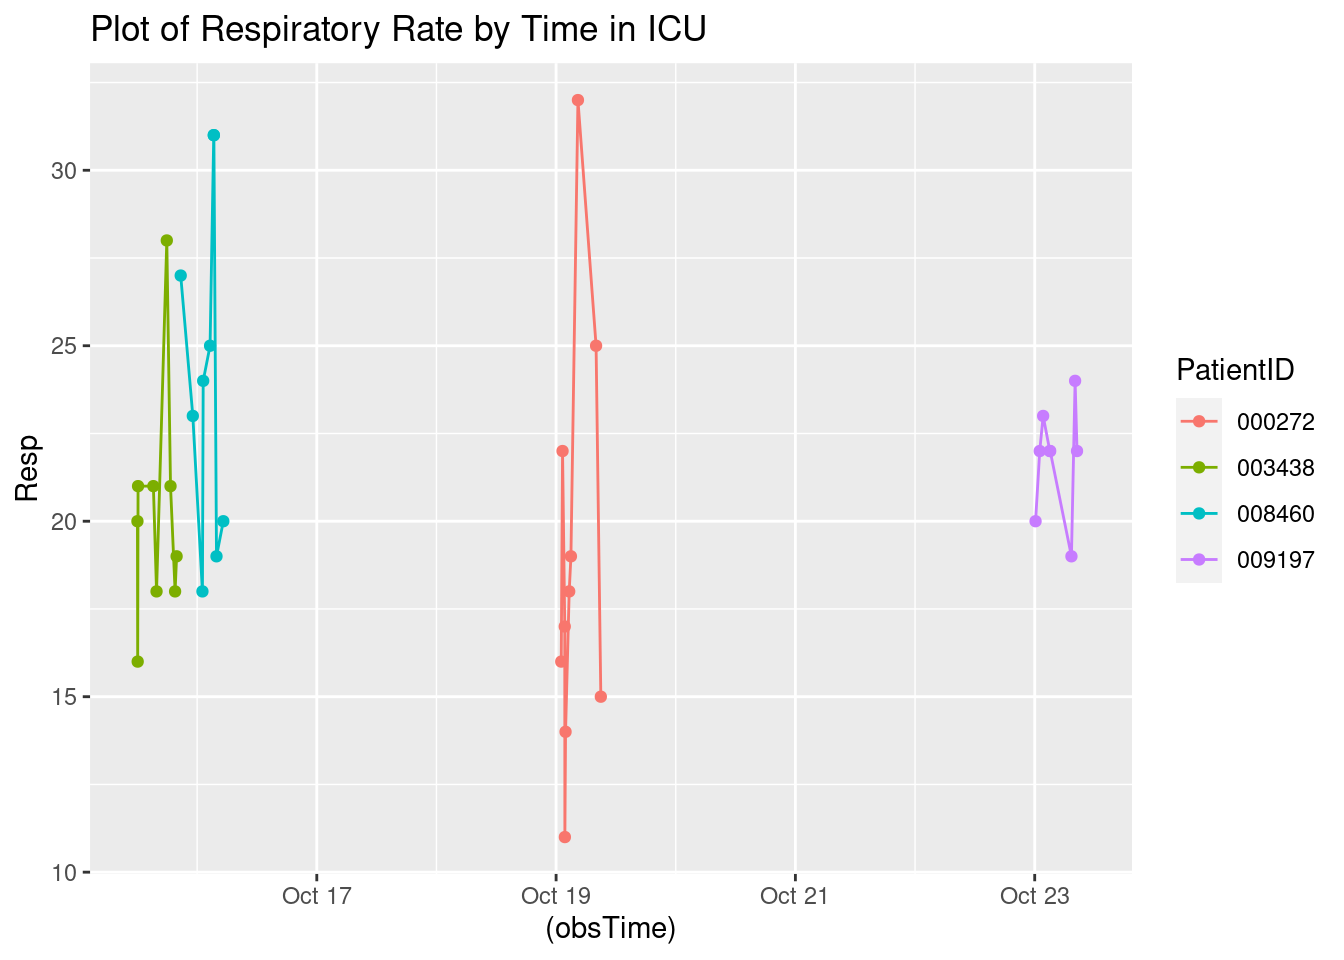 Plot of Respiratory Rate by Time in ICU
30
25
20
15
10
Resp
Oct 17
Oct 19
Oct 21
Oct 23
(obsTime)
PatientID
000272
003438
008460
009197